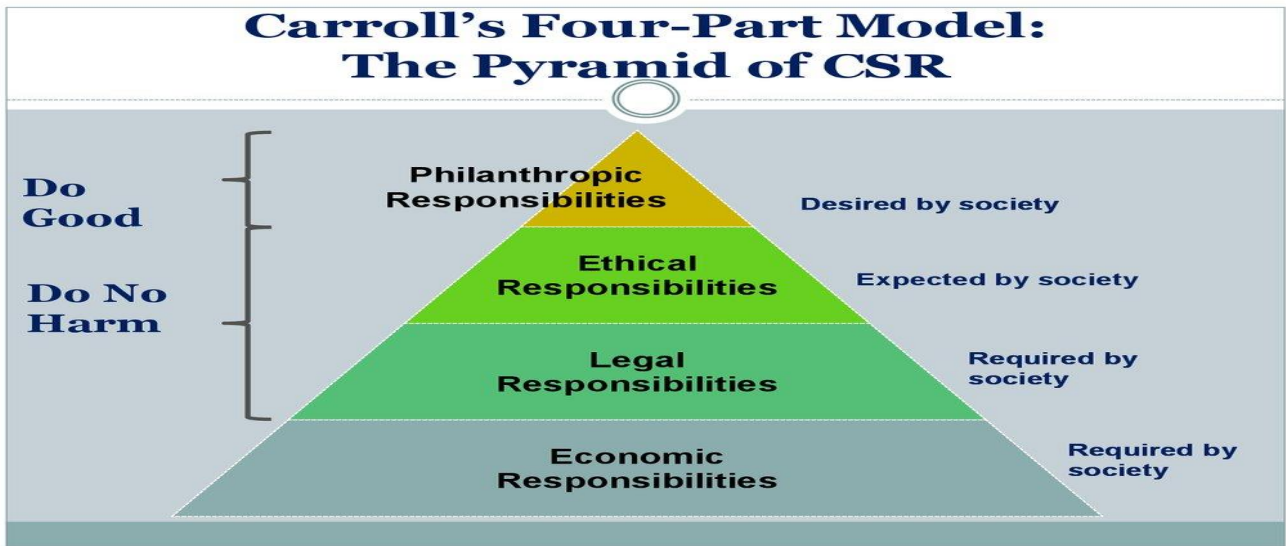 Carroll's Four-Part Model:
The Pyramid of CSR
Do
Good
Philanthropic
Responsibilities
Desired by society
Do No
Harm
Ethical
Responsibilities
Expected by society
Legal
Responsibilities
Required by
society
Economic
Responsibilities
Required by
society